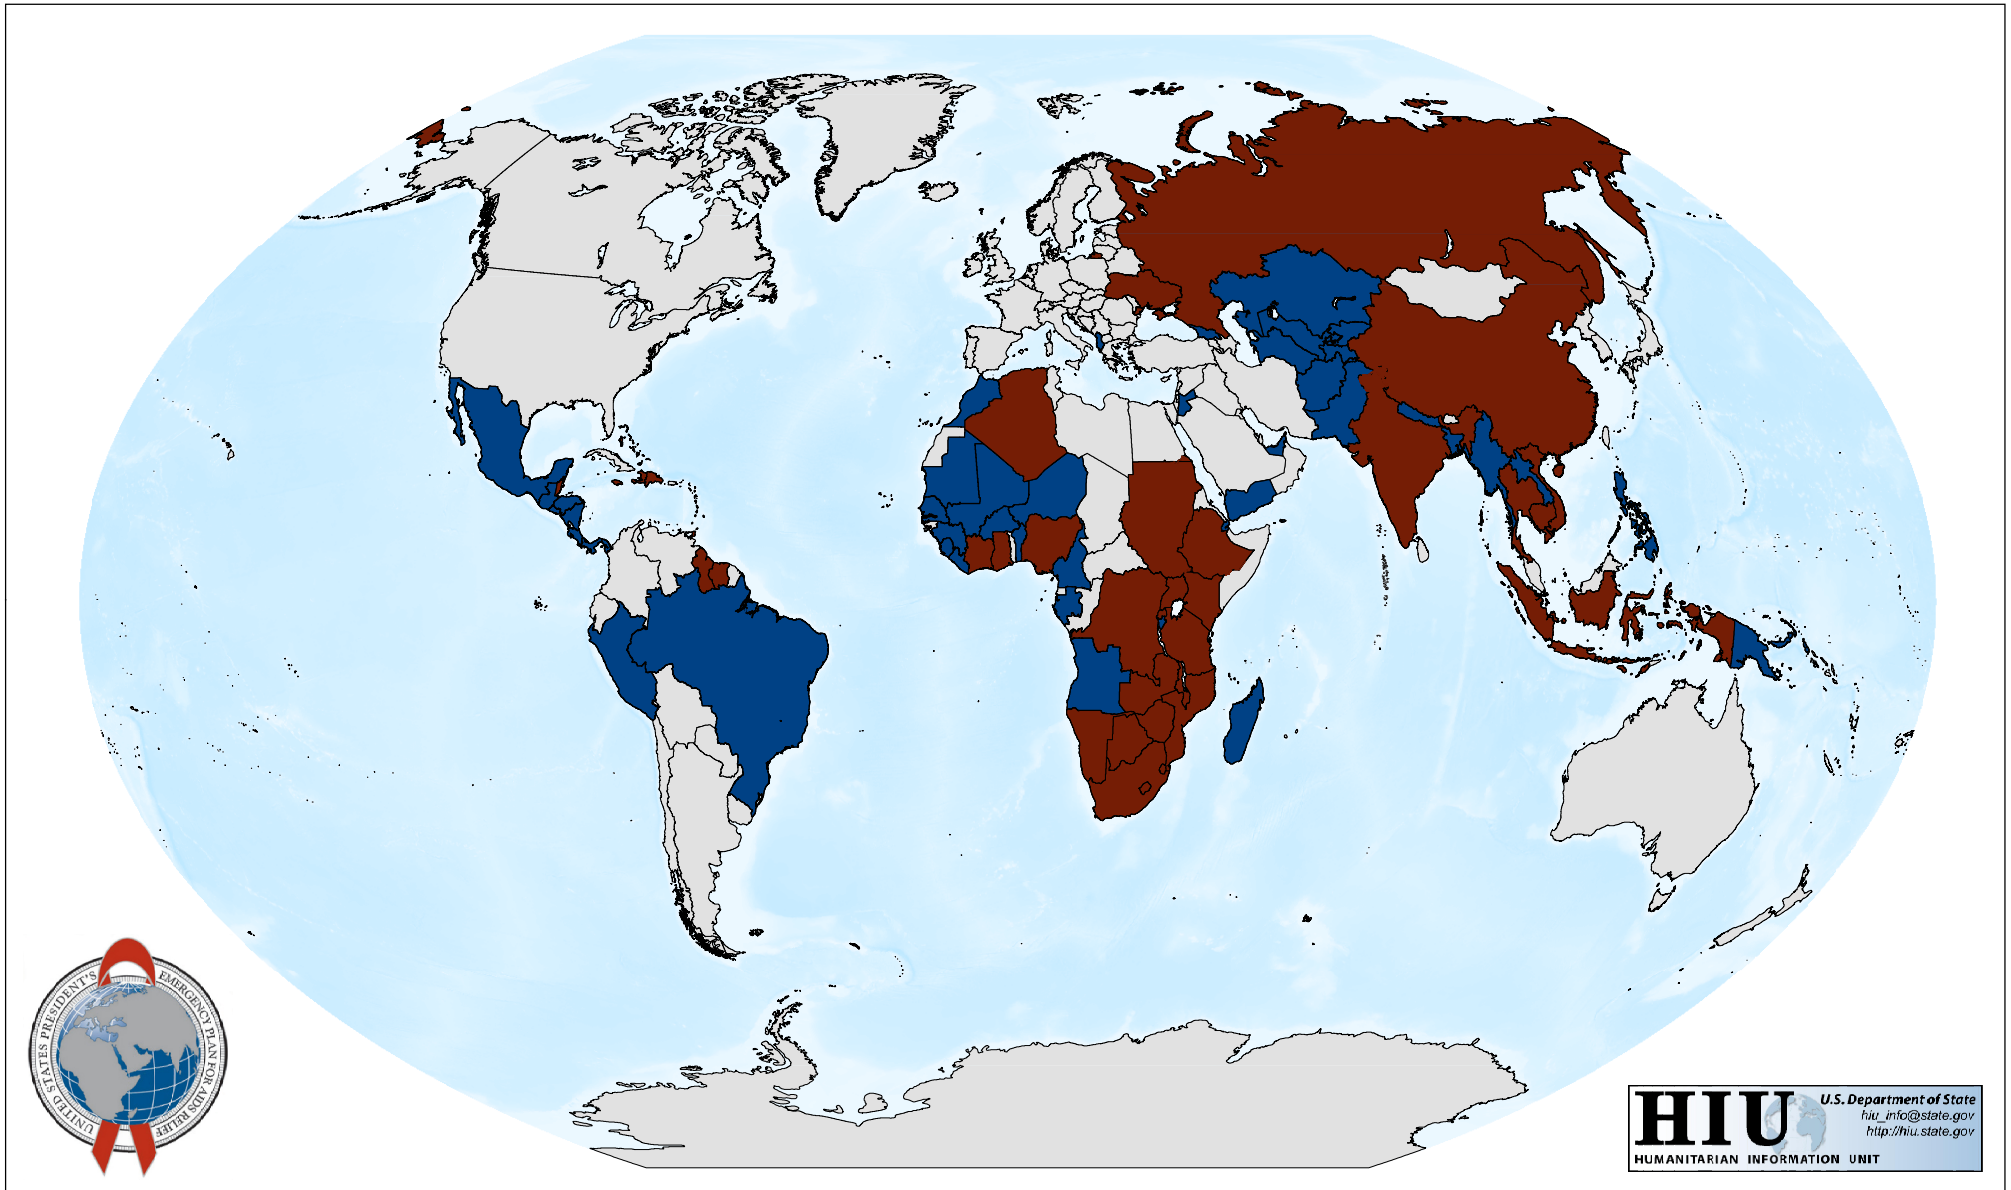 UNITED STATES PRESIDENT'S EMERGENCY PLAN FOR AIDS RELIEF
HIU
U.S. Department of State
hiu_info@state.gov
http://hiu.state.gov
HUMANITARIAN INFORMATION UNIT